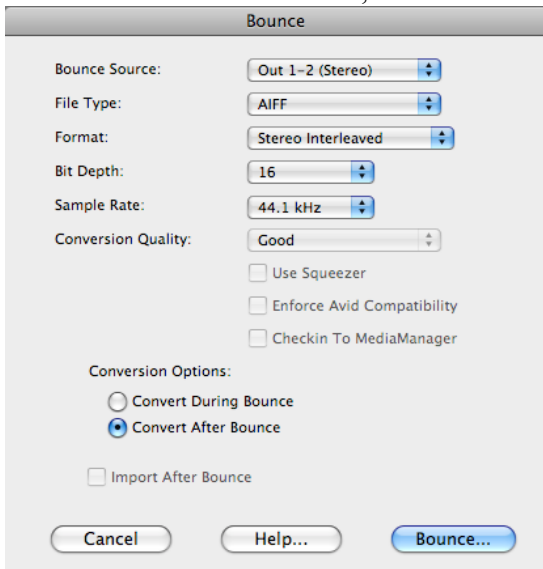 Bounce
Bounce Source: Out 1-2 (Stereo)
File Type: AIFF
Format: Stereo Interleaved
Bit Depth: 16
Sample Rate: 44.1 kHz
Conversion Quality: Good
Use Squeezer
Enforce Avid Compatibility
Checkin To MediaManager
Conversion Options:
Convert During Bounce
Convert After Bounce
Import After Bounce
Cancel Help... Bounce...